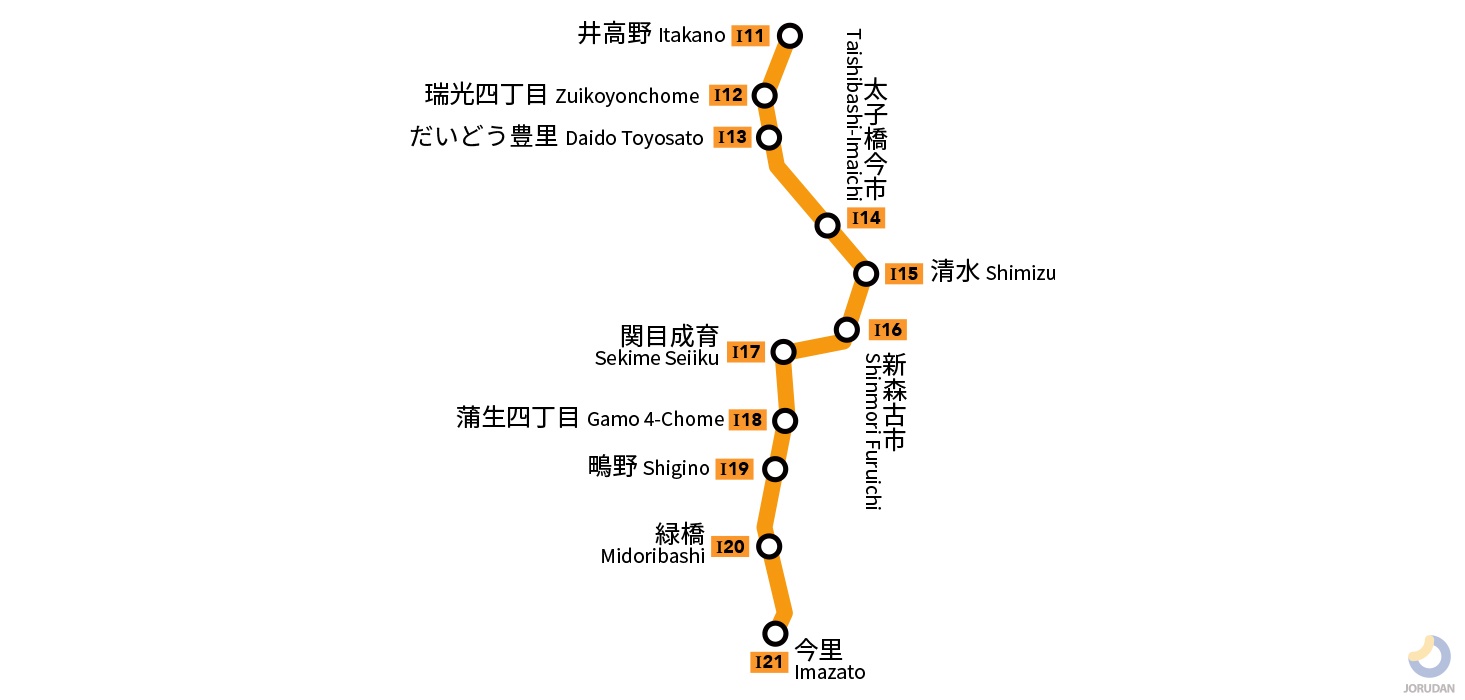 井高野 Itakano I11
瑞光四丁目 Zuikoyonchome I12
だいどう豊里 Daido Toyosato I13
太子橋今市
Taishibashi-Imaichi
I14
I15 清水 Shimizu
I16
新森古市
Shinmori Furuichi
関目成育
Sekime Seiiku I17
蒲生四丁目 Gamo 4-Chome I18
鴫野 Shigino I19
緑橋
Midoribashi I20
今里
I21 Imazato
JORUDAN